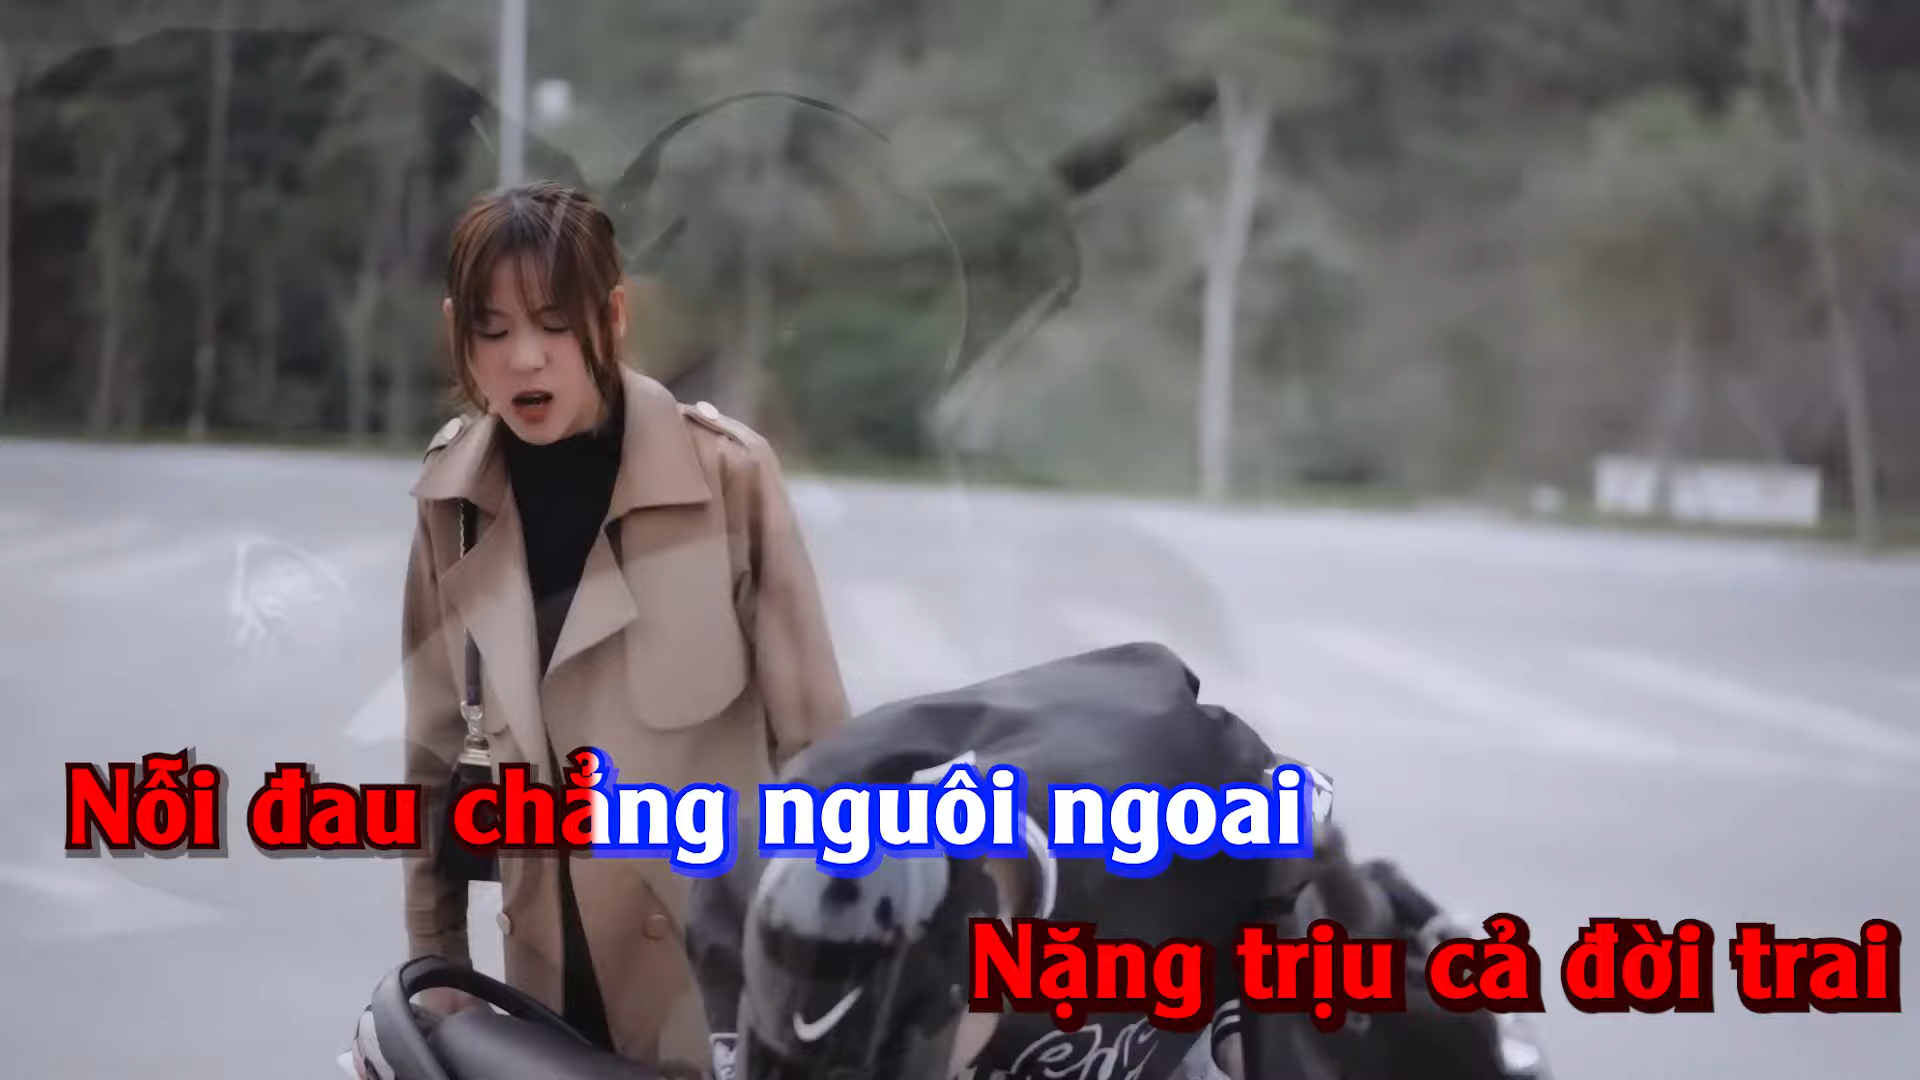 Nỗi đau chẳng nguôi ngoai
Nặng trịu cả đời trai